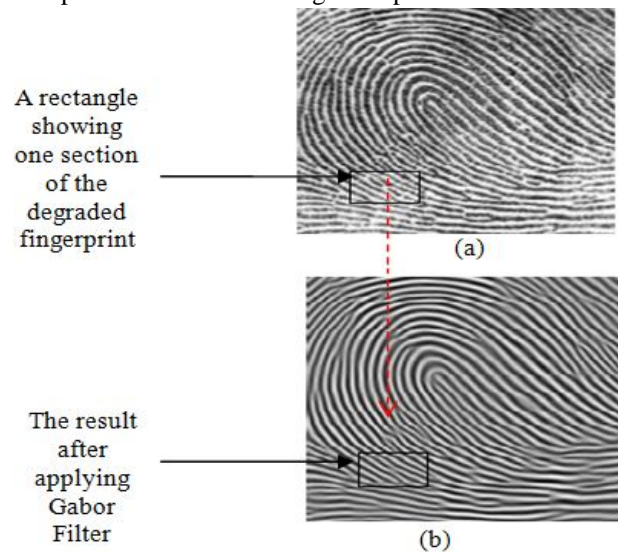 A rectangle
showing
one section
of the
degraded
fingerprint
(a)
The result
after
applying
Gabor
Filter
(b)